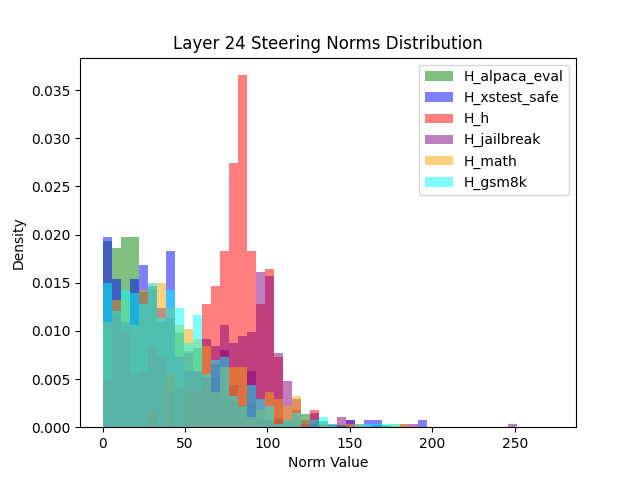 Layer 24 Steering Norms Distribution
H_alpaca_eval
H_xstest_safe
H_h
H_jailbreak
H_math
H_gsm8k
Density
0.035
0.030
0.025
0.020
0.015
0.010
0.005
0.000
0 50 100 150 200 250
Norm Value